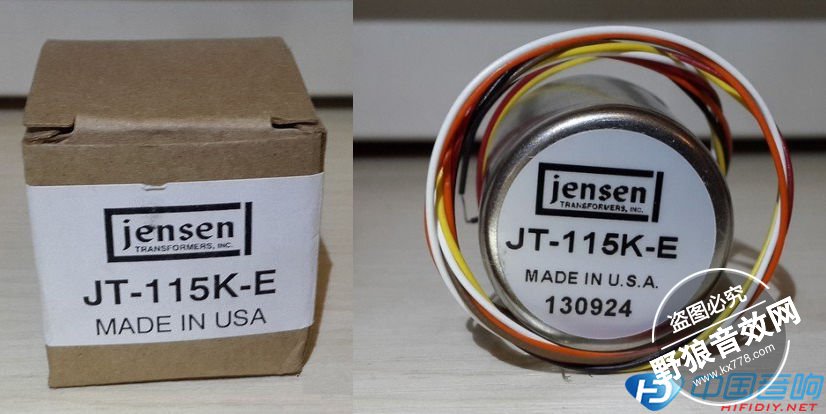 jensen
TRANSFORMERS, INC.
JT-115K-E
MADE IN USA
jensen
TRANSFORMERS, INC.
JT-115K-E
MADE IN U.S.A.
130924
盗图必究
野狼音效网
www.kx778.com
中国音响
HIFIDIY.NET